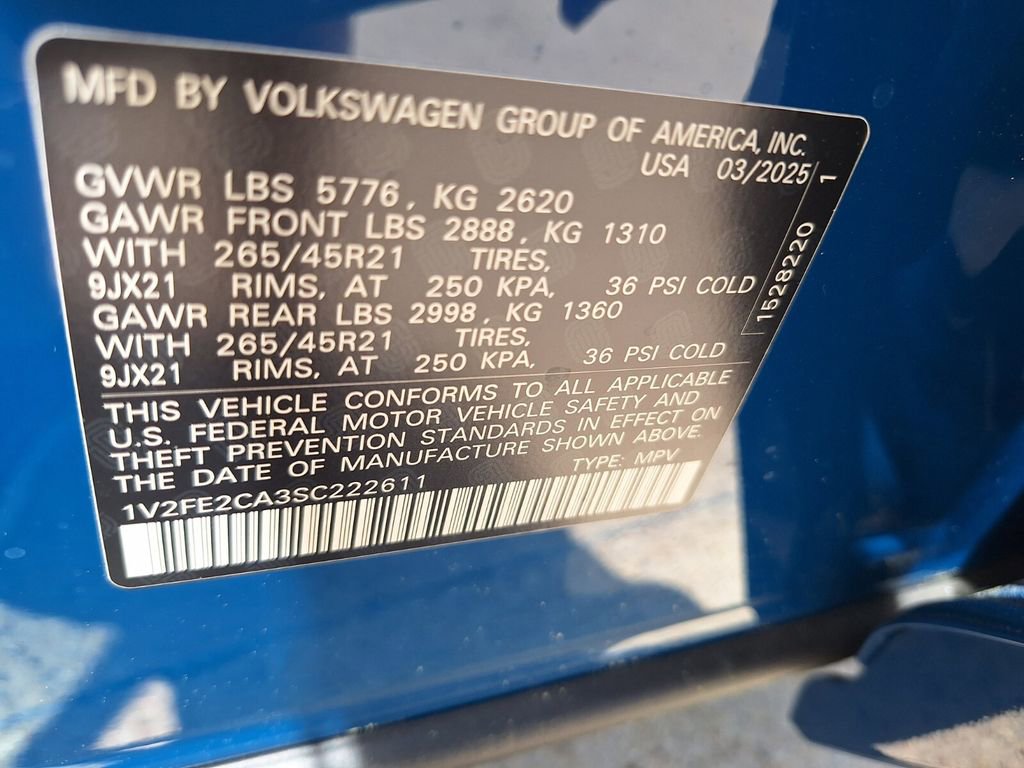 MFD BY VOLKSWAGEN GROUP OF AMERICA, INC.
USA 03/2025
GVWR LBS 5776, KG 2620
GAWR FRONT LBS 2888, KG 1310
WITH 265/45R21 TIRES,
9JX21 RIMS, AT 250 KPA, 36 PSI COLD
GAWR REAR LBS 2998, KG 1360
WITH 265/45R21 TIRES,
9JX21 RIMS, AT 250 KPA, 36 PSI COLD
1528220 1
THIS VEHICLE CONFORMS TO ALL APPLICABLE
U.S. FEDERAL MOTOR VEHICLE SAFETY AND
THEFT PREVENTION STANDARDS IN EFFECT ON
THE DATE OF MANUFACTURE SHOWN ABOVE.
1V2FE2CA3SC222611 TYPE: MPV